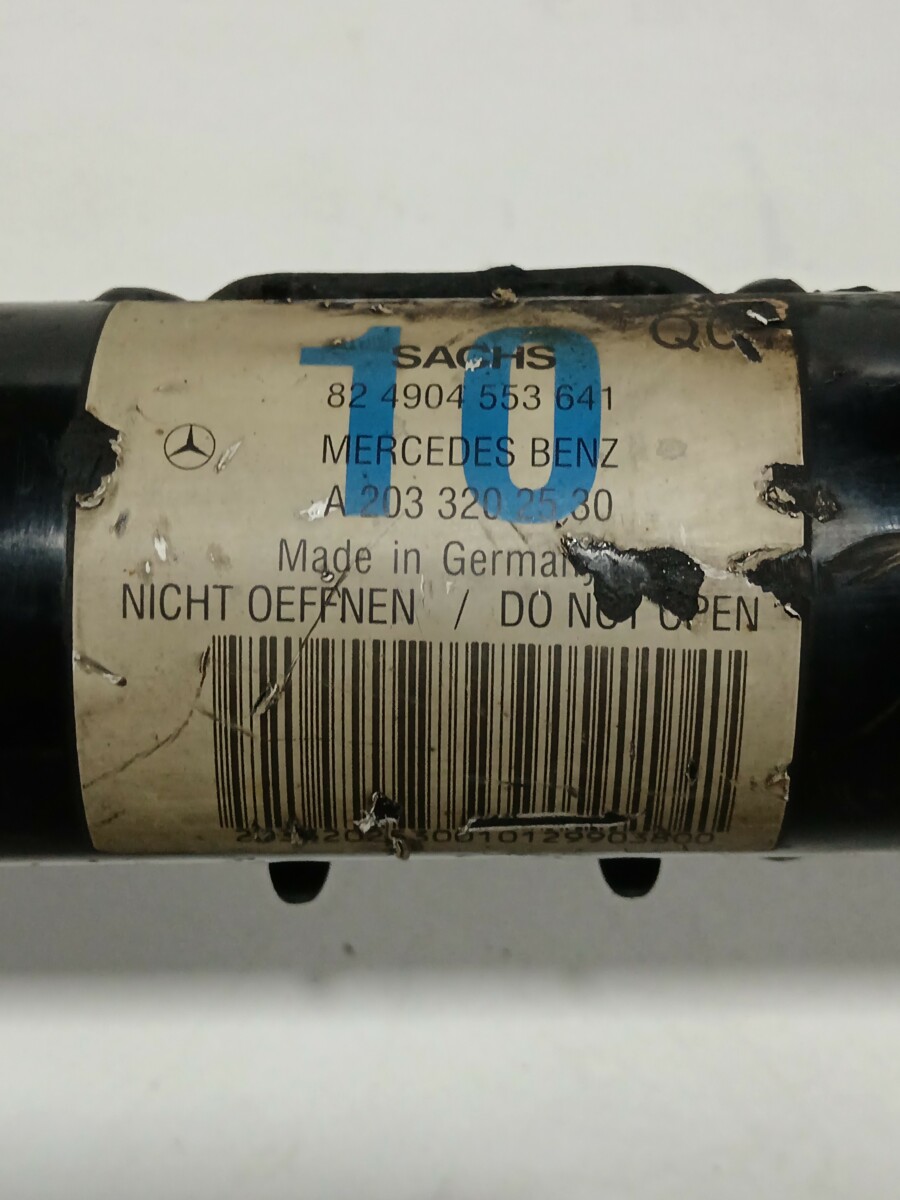 10
QC
SACHS
82 4904 553 641
MERCEDES BENZ
A 203 320 25 30
Made in Germany
NICHT OEFFNEN / DO NOT OPEN